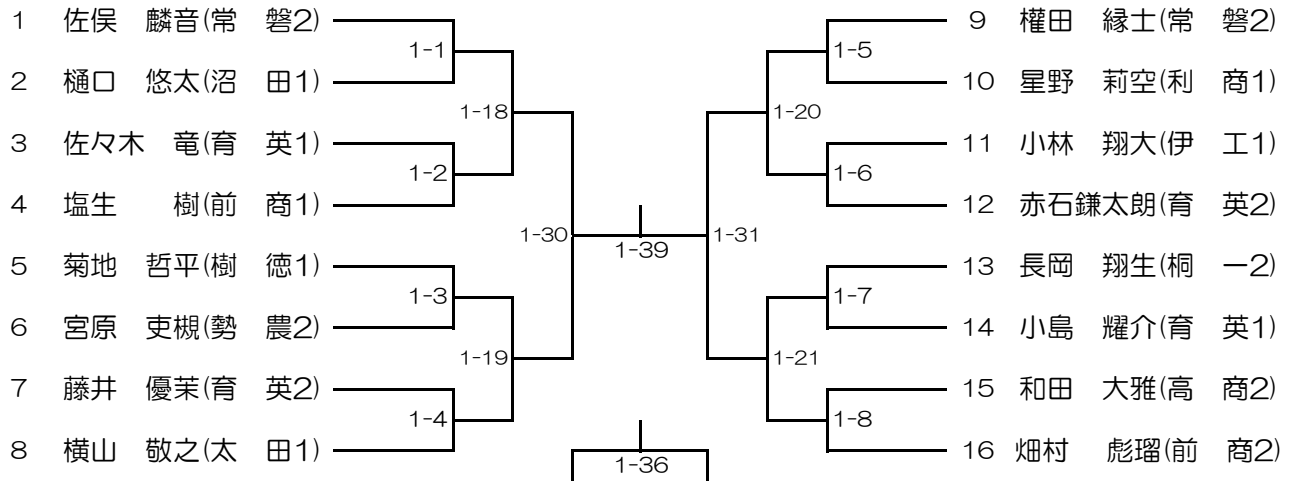 1 佐俣 麟音(常 磐2)
2 樋口 悠太(沼 田1)
3 佐々木 竜(育 英1)
4 塩生 樹(前 商1)
5 菊地 哲平(樹 徳1)
6 宮原 吏槻(勢 農2)
7 藤井 優茉(育 英2)
8 横山 敬之(太 田1)
1-1
1-2
1-3
1-4
1-18
1-19
1-30
1-39
1-36
1-31
1-20
1-21
1-5
1-6
1-7
1-8
9 權田 縁士(常 磐2)
10 星野 莉空(利 商1)
11 小林 翔大(伊 工1)
12 赤石鎌太朗(育 英2)
13 長岡 翔生(桐 一2)
14 小島 耀介(育 英1)
15 和田 大雅(高 商2)
16 畑村 彪瑠(前 商2)